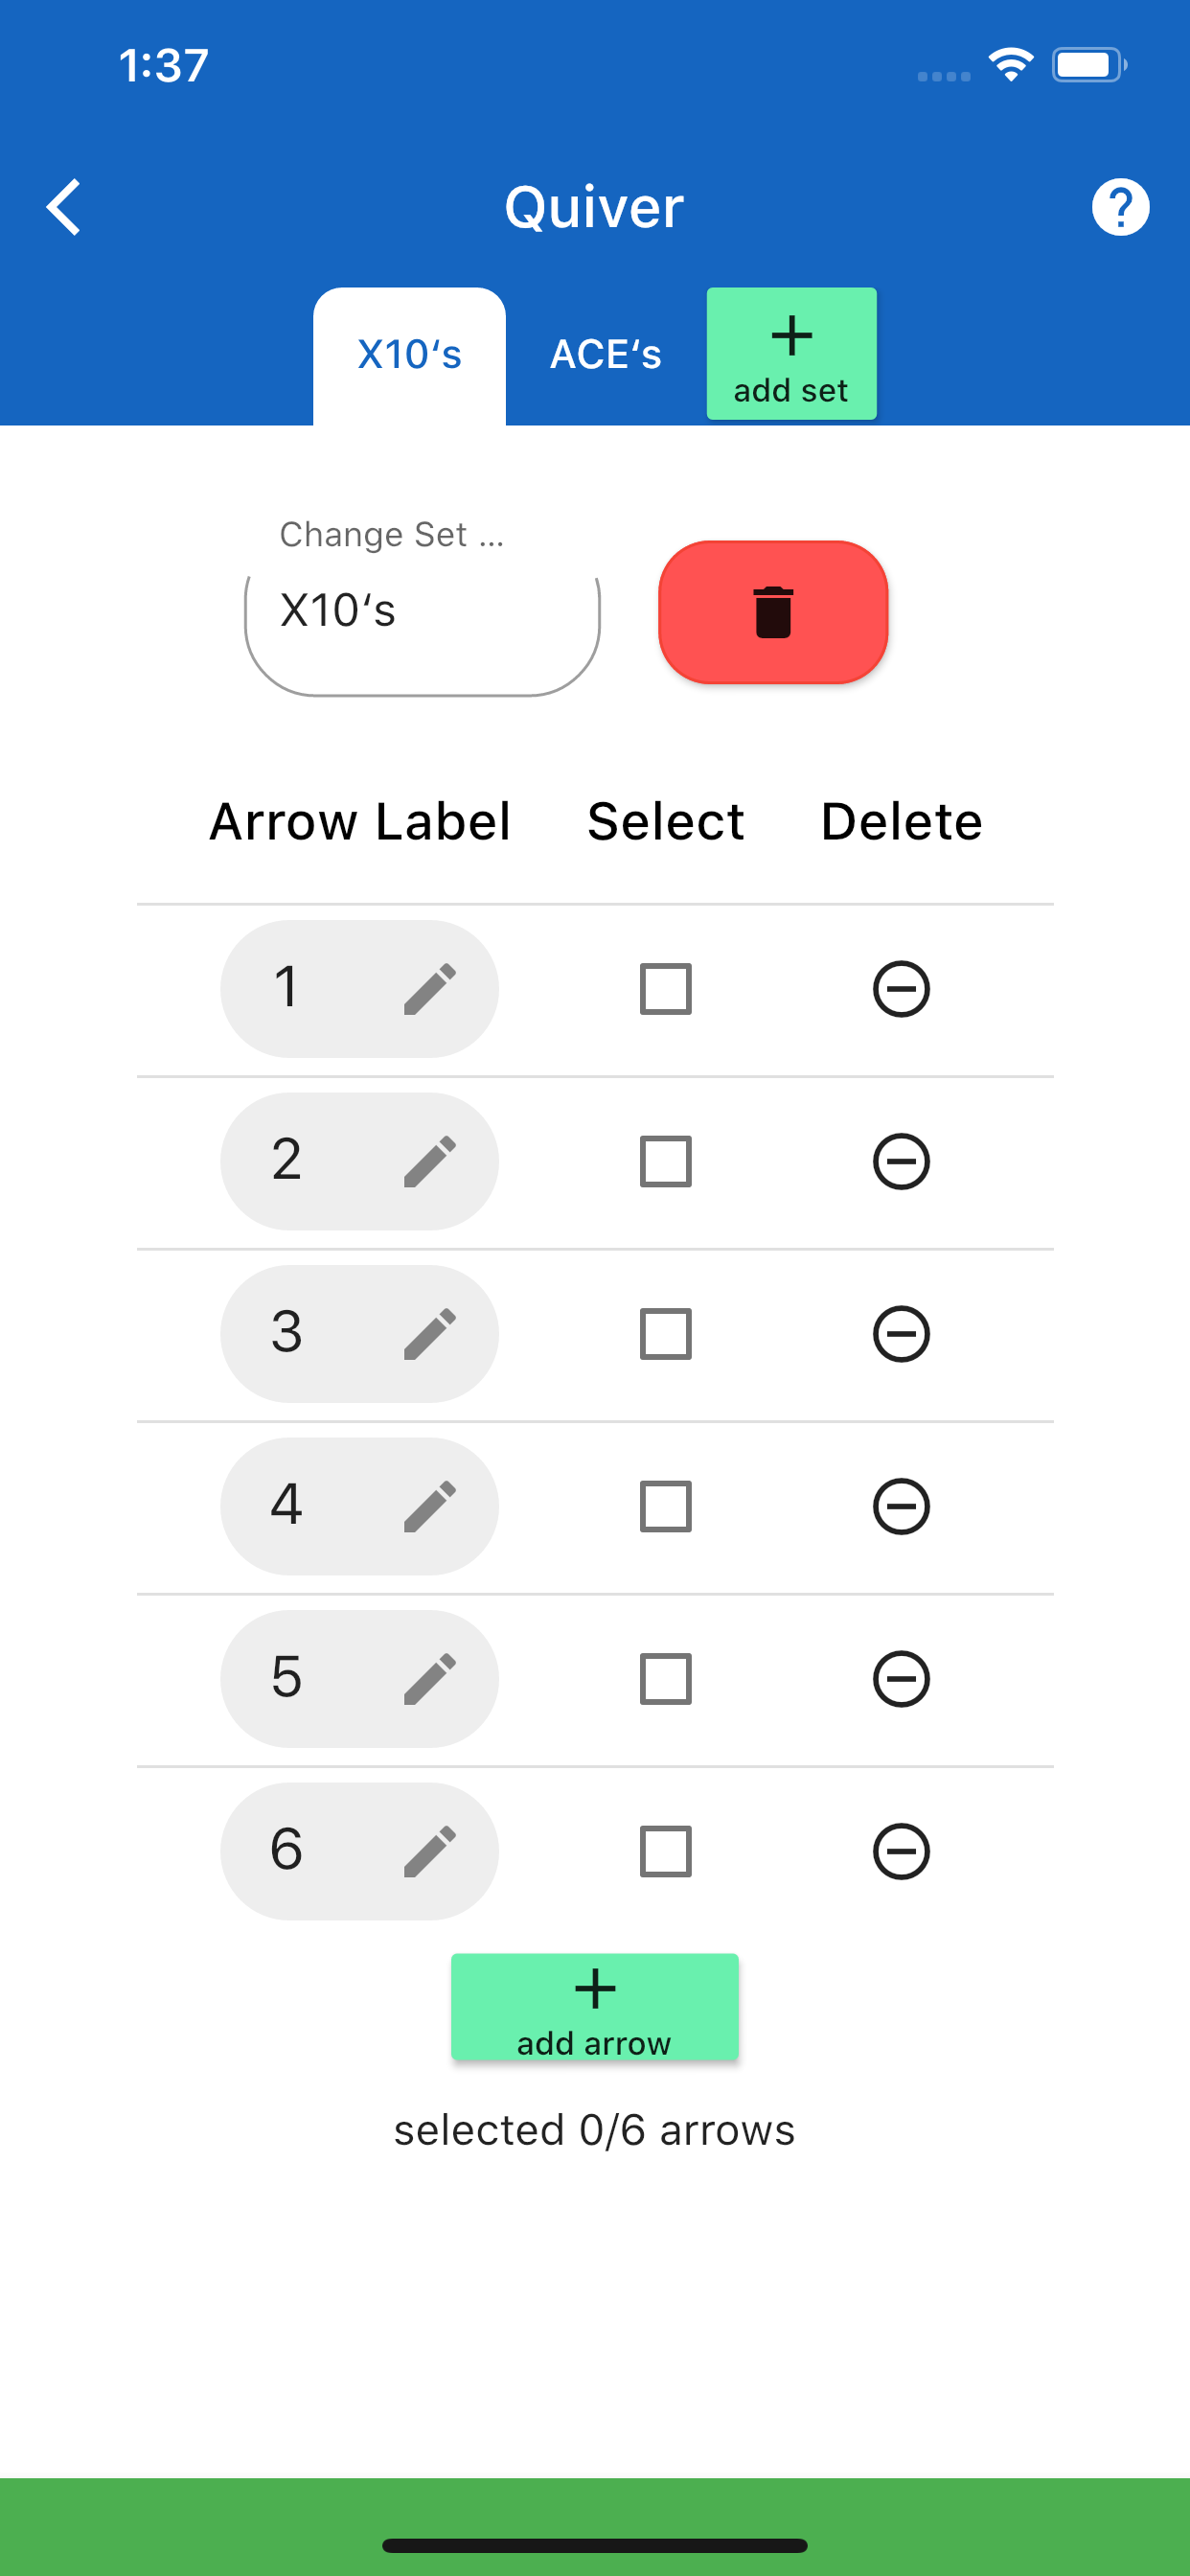 1:37
Quiver
X10‘s
ACE‘s
add set
Change Set ...
X10‘s
Arrow Label Select Delete
1
2
3
4
5
6
add arrow
selected 0/6 arrows